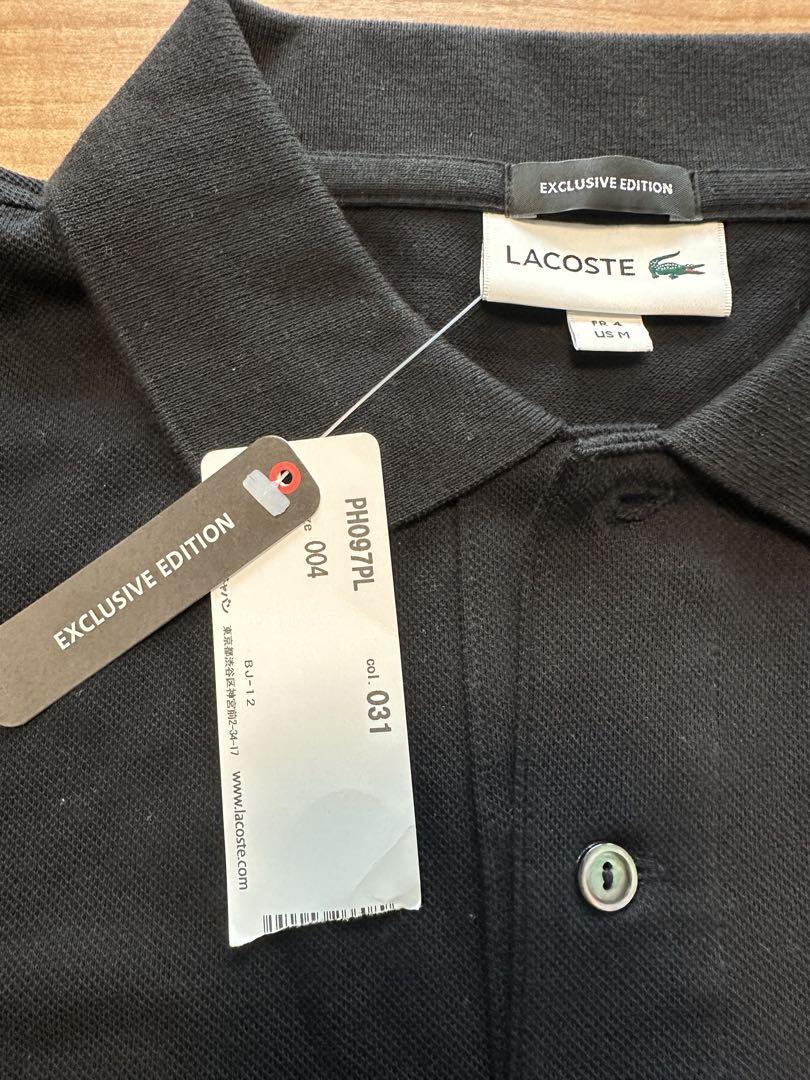 EXCLUSIVE EDITION
LACOSTE
FR 4
US M
EXCLUSIVE EDITION
PH097PL
col. 031
004
BJ-12
東京都渋谷区神宮前2-34-17 www.lacoste.com